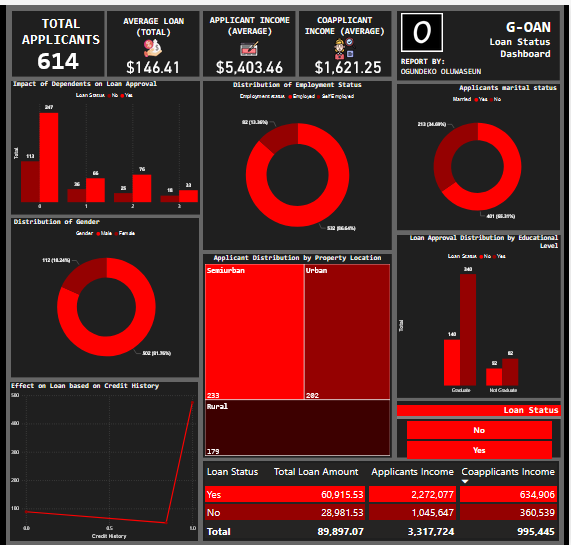 TOTAL
APPLICANTS
614
AVERAGE LOAN
(TOTAL)
$146.41
APPLICANT INCOME
(AVERAGE)
$5,403.46
COAPPLICANT
INCOME (AVERAGE)
$1,621.25
O
G-OAN
Loan Status
Dashboard
REPORT BY:
OGUNDEKO OLUWASEUN
Impact of Dependents on Loan Approval
Loan Status No Yes
Total
113
247
36
66
25
76
18
33
0
1
2
3
Distribution of Employment Status
Employment status Employed Self Employed
82 (13.36%)
532 (86.64%)
Applicants marital status
Married Yes No
213 (34.69%)
401 (65.31%)
Distribution of Gender
Gender Male Female
112 (18.24%)
502 (81.76%)
Applicant Distribution by Property Location
Semiurban
233
Urban
202
Rural
179
Loan Approval Distribution by Educational
Level
Loan Status No Yes
Total
140
340
52
82
Graduate
Not Graduate
Effect on Loan based on Credit History
500
400
300
200
100
0.0
0.5
1.0
Credit History
Loan Status
No
Yes
Loan Status Total Loan Amount Applicants Income Coapplicants Income
Yes 60,915.53 2,272,077 634,906
No 28,981.53 1,045,647 360,539
Total 89,897.07 3,317,724 995,445